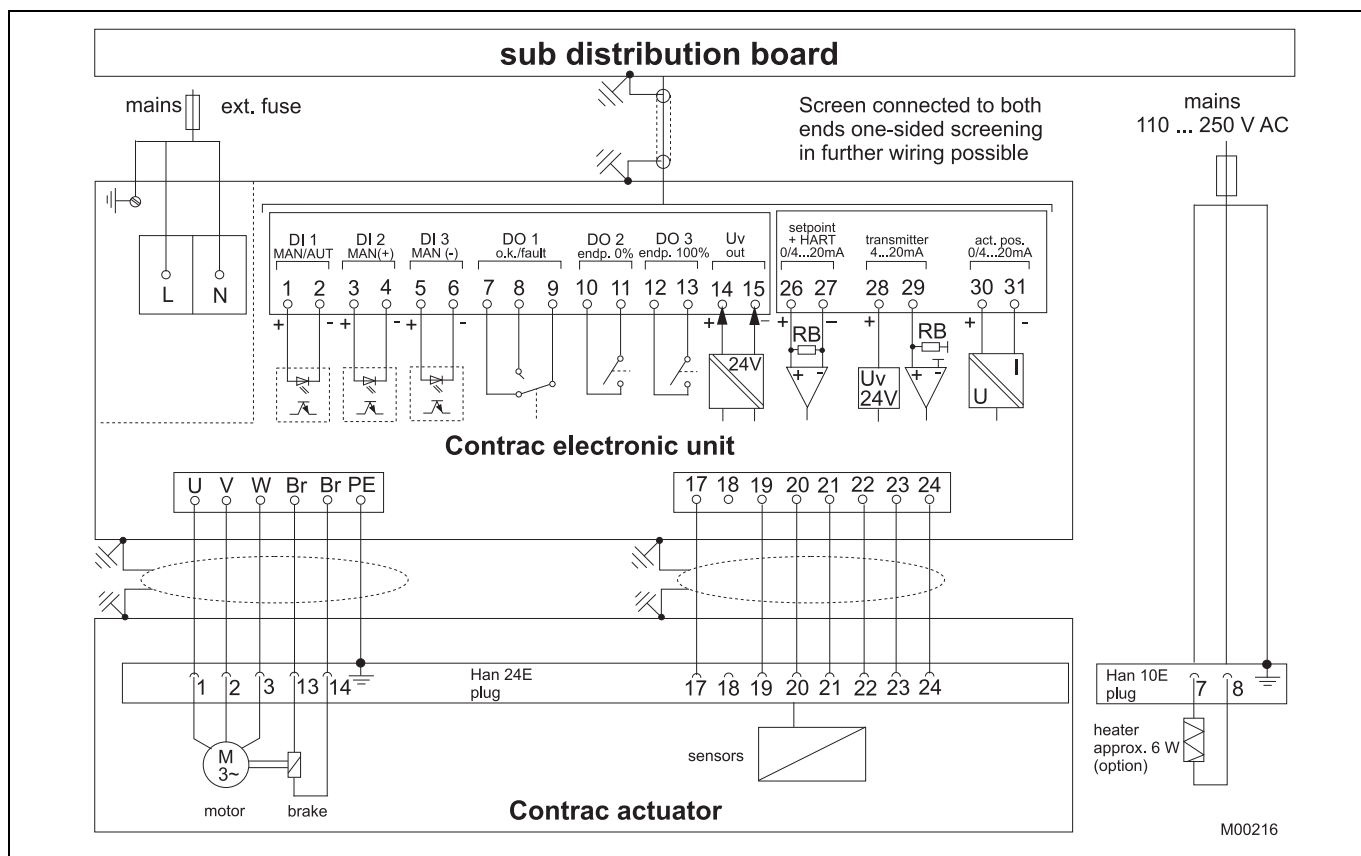 sub distribution board
mains
ext. fuse
Screen connected to both
ends one-sided screening
in further wiring possible
mains
110 ... 250 V AC
L N
DI 1
MAN/AUT
DI 2
MAN(+)
DI 3
MAN (-)
DO 1
o.k./fault
DO 2
endp. 0%
DO 3
endp. 100%
Uv
out
setpoint
+ HART
0/4...20mA
transmitter
4...20mA
act. pos.
0/4...20mA
1 2 3 4 5 6 7 8 9 10 11 12 13 14 15 26 27 28 29 30 31
+ - + - + - + - + - + + + -
24V
RB
+ -
Uv
24V
RB
+ -
I
U
Contrac electronic unit
U V W Br Br PE
17 18 19 20 21 22 23 24
1 2 3 13 14
Han 24E
plug
17 18 19 20 21 22 23 24
Han 10E
plug
7 8
M
3~
motor
brake
sensors
heater
approx. 6 W
(option)
Contrac actuator
M00216